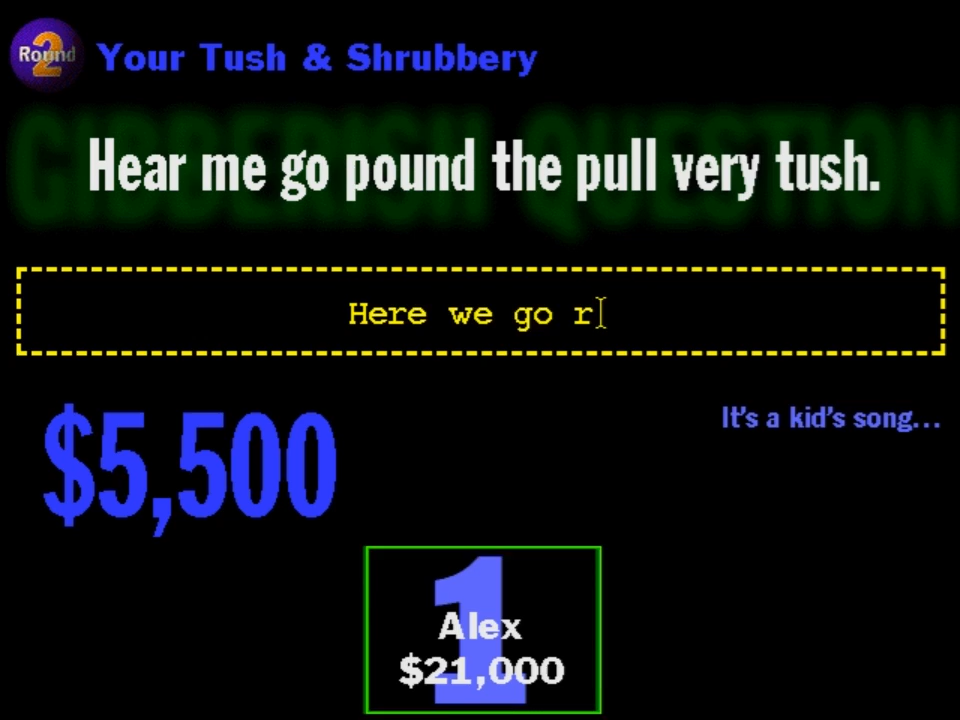 Round 2
Your Tush & Shrubbery
GIBBERISH QUESTION
Hear me go pound the pull very tush.
Here we go r
$5,500
It's a kid's song...
1
Alex
$21,000